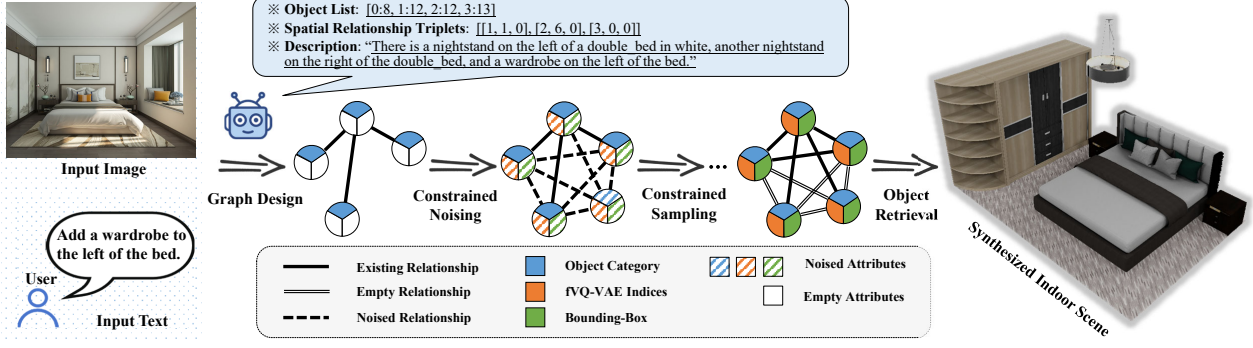 ※ Object List: [0:8, 1:12, 2:12, 3:13]
※ Spatial Relationship Triplets: [[1, 1, 0], [2, 6, 0], [3, 0, 0]]
※ Description: “There is a nightstand on the left of a double_bed in white, another nightstand
on the right of the double_bed, and a wardrobe on the left of the bed.”
Input Image
Graph Design
Constrained
Noising
Constrained
Sampling
...
Object
Retrieval
Synthesized Indoor Scene
Add a wardrobe to
the left of the bed.
User
Input Text
Existing Relationship
Empty Relationship
Noised Relationship
Object Category
fVQ-VAE Indices
Bounding-Box
Noised Attributes
Empty Attributes